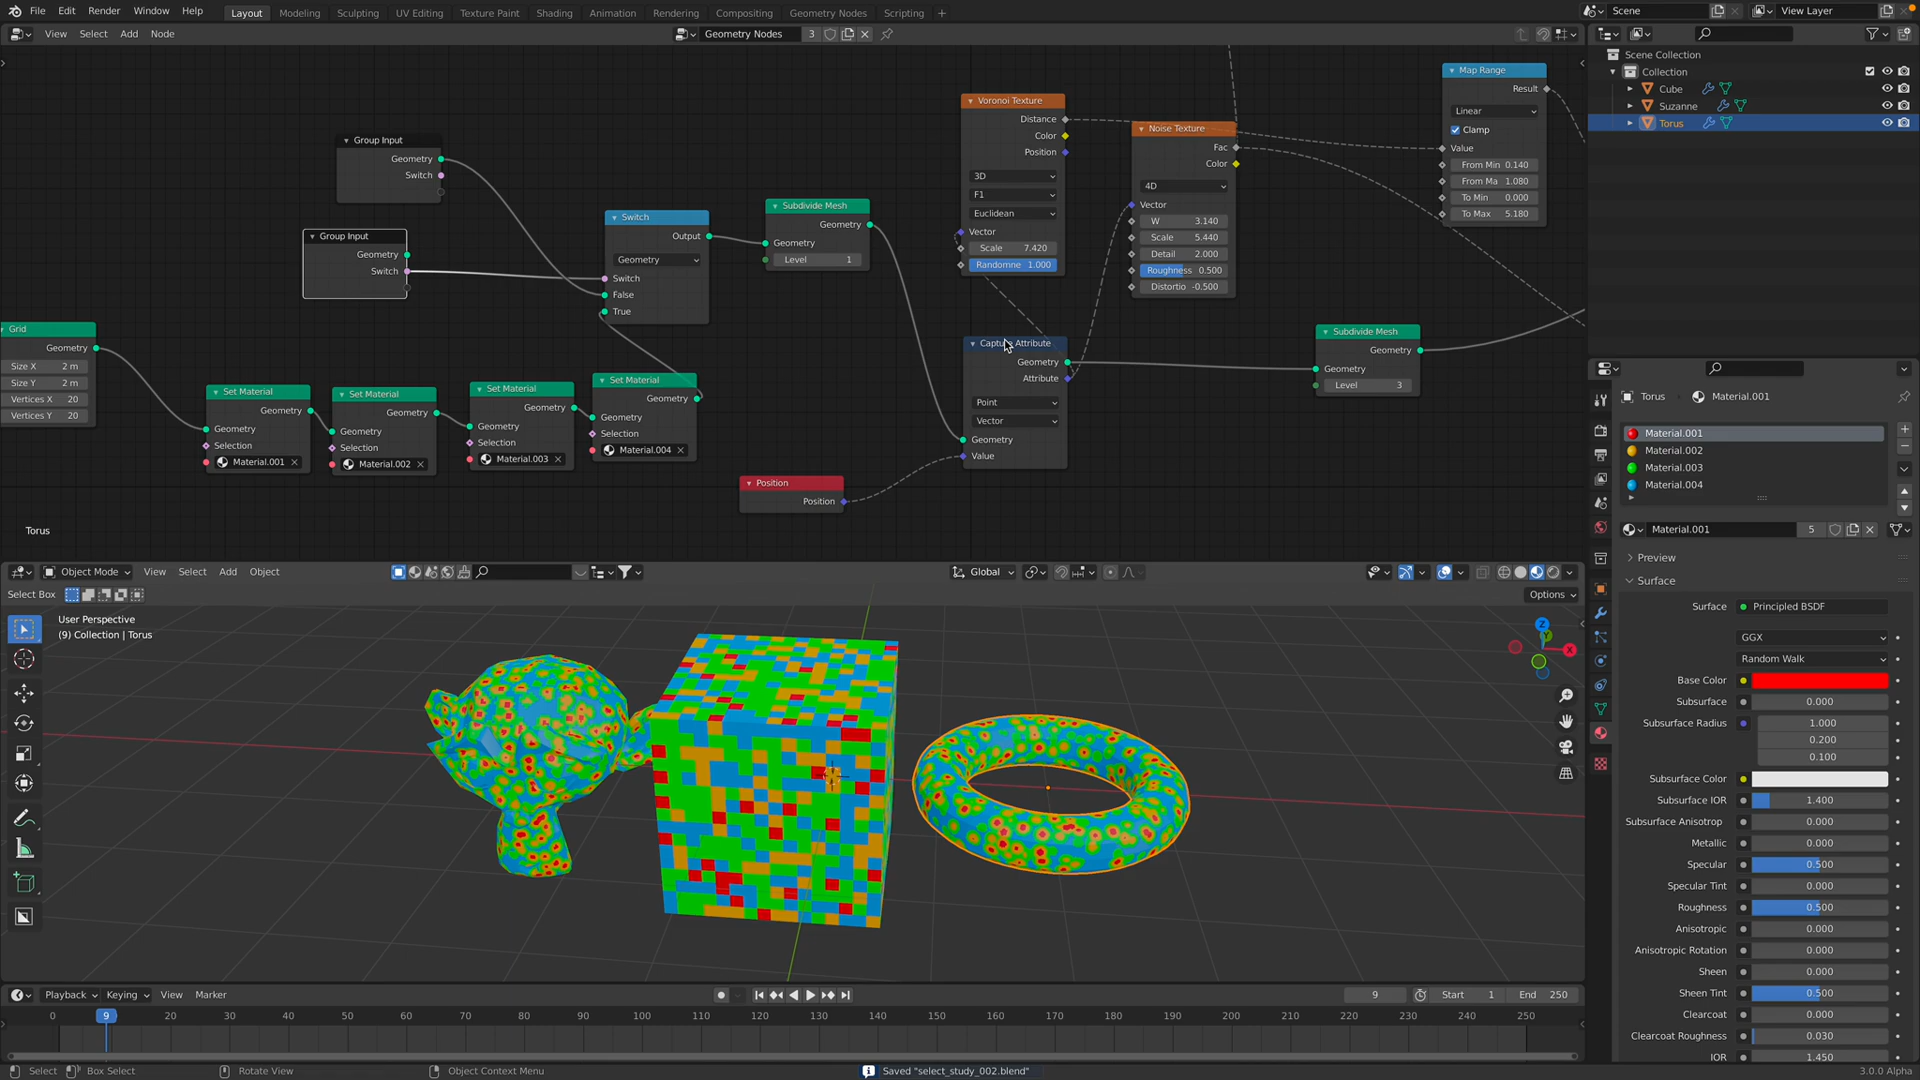 File Edit Render Window Help
Layout Modeling Sculpting UV Editing Texture Paint Shading Animation Rendering Compositing Geometry Nodes Scripting +
Scene
View Layer
View Select Add Node
Geometry Nodes 3
Group Input
Geometry
Switch
Group Input
Geometry
Switch
Grid
Geometry
Size X 2 m
Size Y 2 m
Vertices X 20
Vertices Y 20
Set Material
Geometry
Geometry
Selection
Material.001
Set Material
Geometry
Geometry
Selection
Material.002
Set Material
Geometry
Geometry
Selection
Material.003
Set Material
Geometry
Geometry
Selection
Material.004
Switch
Output
Geometry
Switch
False
True
Subdivide Mesh
Geometry
Geometry
Level 1
Position
Position
Voronoi Texture
Distance
Color
Position
3D
F1
Euclidean
Vector
Scale 7.420
Randomne 1.000
Capture Attribute
Geometry
Attribute
Point
Vector
Geometry
Value
Noise Texture
Fac
Color
4D
Vector
W 3.140
Scale 5.440
Detail 2.000
Roughness 0.500
Distortio -0.500
Subdivide Mesh
Geometry
Geometry
Level 3
Map Range
Result
Linear
Clamp
Value
From Min 0.140
From Ma 1.080
To Min 0.000
To Max 5.180
Torus
Scene Collection
Collection
Cube
Suzanne
Torus
Torus Material.001
Material.001
Material.002
Material.003
Material.004
Material.001 5
Preview
Surface
Surface Principled BSDF
GGX
Random Walk
Base Color
Subsurface 0.000
Subsurface Radius 1.000
0.200
0.100
Subsurface Color
Subsurface IOR 1.400
Subsurface Anisotrop 0.000
Metallic 0.000
Specular 0.500
Specular Tint 0.000
Roughness 0.500
Anisotropic 0.000
Anisotropic Rotation 0.000
Sheen 0.000
Sheen Tint 0.500
Clearcoat 0.000
Clearcoat Roughness 0.030
IOR 1.450
Object Mode View Select Add Object
Global
Select Box
Options
User Perspective
(9) Collection | Torus
Z
Y
X
Playback Keying View Marker
9 Start 1 End 250
0 9 20 30 40 50 60 70 80 90 100 110 120 130 140 150 160 170 180 190 200 210 220 230 240 250
Select Box Select Rotate View Object Context Menu
Saved "select_study_002.blend"
3.0.0 Alpha